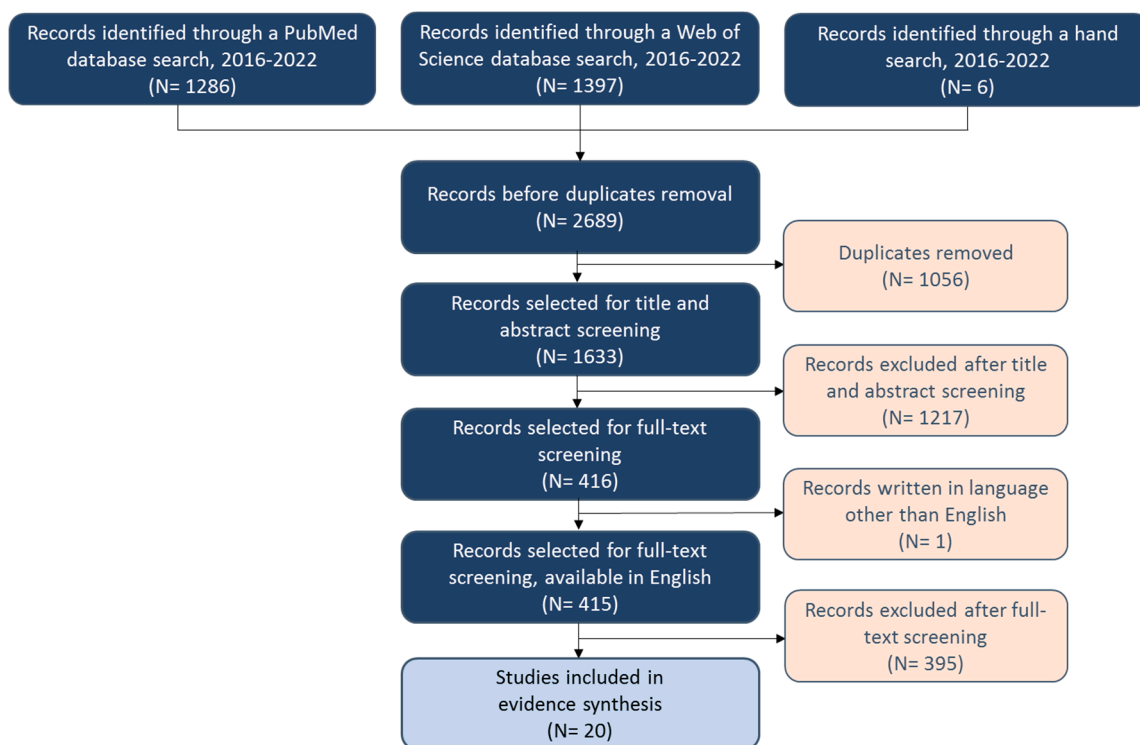 Records identified through a PubMed
database search, 2016-2022
(N= 1286)
Records identified through a Web of
Science database search, 2016-2022
(N= 1397)
Records identified through a hand
search, 2016-2022
(N= 6)
Records before duplicates removal
(N= 2689)
Duplicates removed
(N= 1056)
Records selected for title and
abstract screening
(N= 1633)
Records excluded after title
and abstract screening
(N= 1217)
Records selected for full-text
screening
(N= 416)
Records written in language
other than English
(N= 1)
Records selected for full-text
screening, available in English
(N= 415)
Records excluded after full-
text screening
(N= 395)
Studies included in
evidence synthesis
(N= 20)